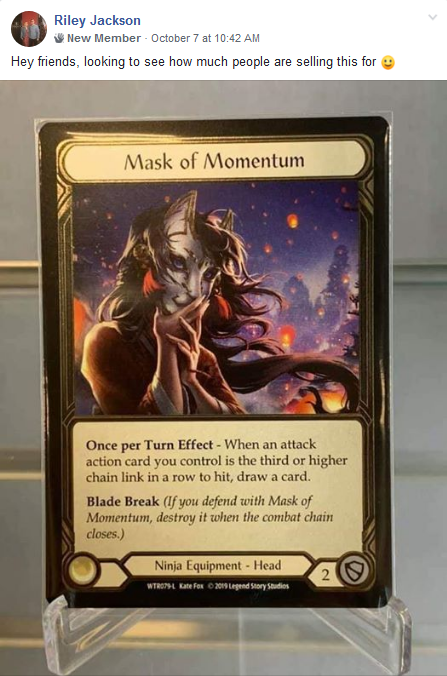 Riley Jackson
New Member · October 7 at 10:42 AM
Hey friends, looking to see how much people are selling this for
Mask of Momentum
Once per Turn Effect - When an attack
action card you control is the third or higher
chain link in a row to hit, draw a card.
Blade Break (If you defend with Mask of
Momentum, destroy it when the combat chain
closes.)
Ninja Equipment - Head
2
WTR079-L Kate Fox © 2019 Legend Story Studios